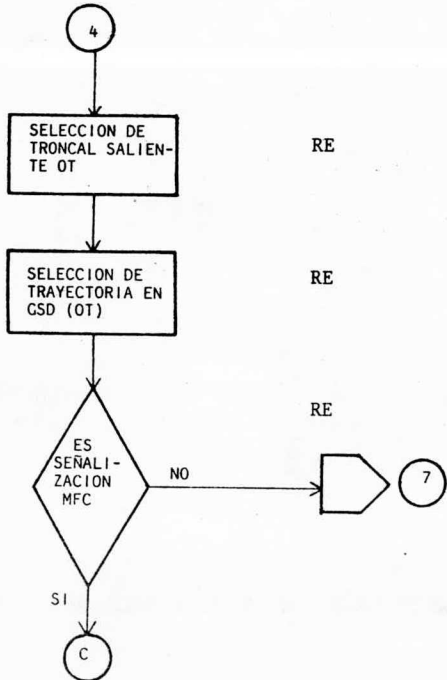 4
SELECCION DE
TRONCAL SALIEN-
TE OT
RE
SELECCION DE
TRAYECTORIA EN
GSD (OT)
RE
RE
ES
SEÑALI-
ZACION
MFC
NO
7
SI
C